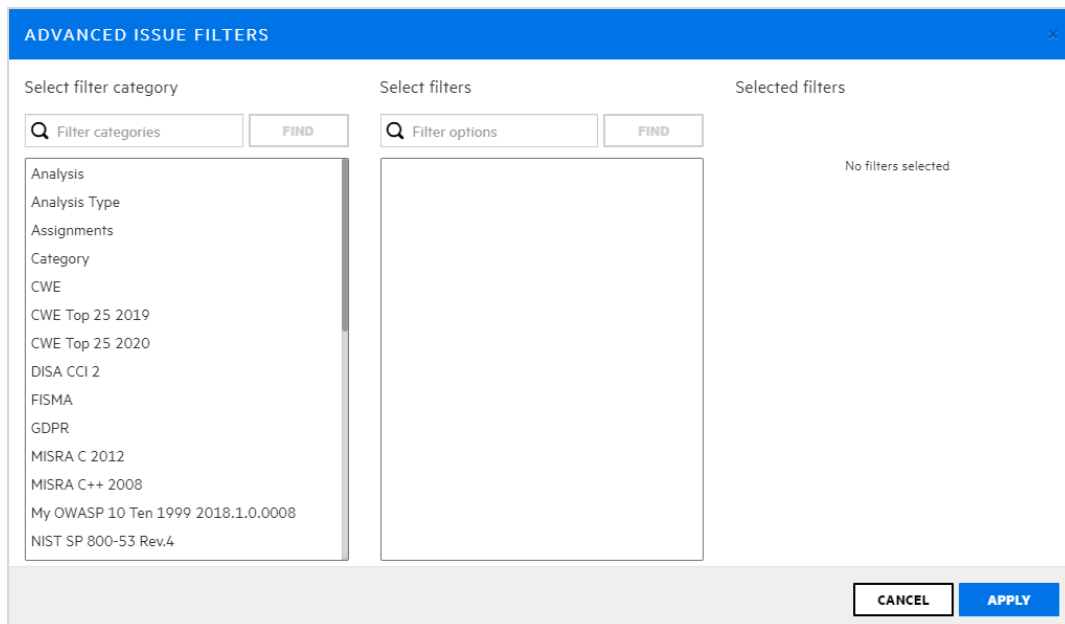 ADVANCED ISSUE FILTERS
×
Select filter category
Select filters
Selected filters
Filter categories
FIND
Filter options
FIND
No filters selected
Analysis
Analysis Type
Assignments
Category
CWE
CWE Top 25 2019
CWE Top 25 2020
DISA CCI 2
FISMA
GDPR
MISRA C 2012
MISRA C++ 2008
My OWASP 10 Ten 1999 2018.1.0.0008
NIST SP 800-53 Rev.4
CANCEL
APPLY